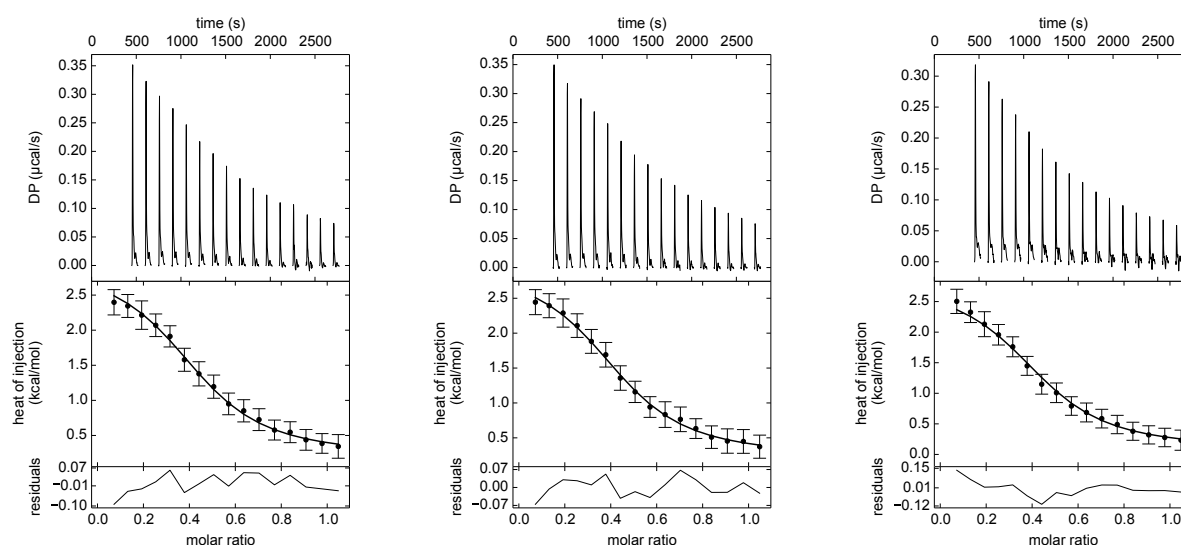 time (s)
0 500 1000 1500 2000 2500
0.35
0.30
0.25
0.20
0.15
0.10
0.05
0.00
DP (µcal/s)
2.5
2.0
1.5
1.0
0.5
heat of injection
(kcal/mol)
0.07
−0.01
−0.10
residuals
0.0 0.2 0.4 0.6 0.8 1.0
molar ratio
time (s)
0 500 1000 1500 2000 2500
0.35
0.30
0.25
0.20
0.15
0.10
0.05
0.00
DP (µcal/s)
2.5
2.0
1.5
1.0
0.5
heat of injection
(kcal/mol)
0.07
0.00
−0.07
residuals
0.0 0.2 0.4 0.6 0.8 1.0
molar ratio
time (s)
0 500 1000 1500 2000 2500
0.30
0.25
0.20
0.15
0.10
0.05
0.00
DP (µcal/s)
2.5
2.0
1.5
1.0
0.5
0.0
heat of injection
(kcal/mol)
0.15
0.01
−0.12
residuals
0.0 0.2 0.4 0.6 0.8 1.0
molar ratio